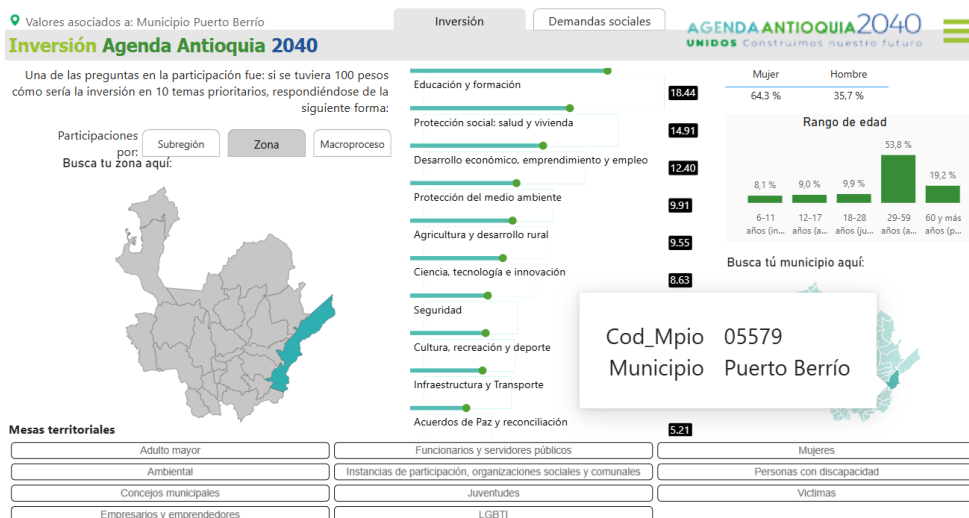 Valores asociados a: Municipio Puerto Berrío
Inversión
Demandas sociales
AGENDA ANTIOQUIA 2040
UNIDOS Construimos nuestro futuro
Inversión Agenda Antioquia 2040
Una de las preguntas en la participación fue: si se tuviera 100 pesos
cómo sería la inversión en 10 temas prioritarios, respondiéndose de la
siguiente forma:
Participaciones
por:
Subregión
Zona
Macroproceso
Busca tu zona aquí:
Educación y formación
18.44
Protección social: salud y vivienda
14.91
Desarrollo económico, emprendimiento y empleo
12.40
Protección del medio ambiente
9.91
Agricultura y desarrollo rural
9.55
Ciencia, tecnología e innovación
8.63
Seguridad
Cultura, recreación y deporte
Infraestructura y Transporte
Acuerdos de Paz y reconciliación
5.21
Mujer Hombre
64,3 % 35,7 %
Rango de edad
8,1 % 9,0 % 9,9 % 53,8 % 19,2 %
6-11 12-17 18-28 29-59 60 y más
años (in... años (a... años (ju... años (a... años (p...
Busca tú municipio aquí:
Cod_Mpio 05579
Municipio Puerto Berrío
Mesas territoriales
Adulto mayor
Funcionarios y servidores públicos
Mujeres
Ambiental
Instancias de participación, organizaciones sociales y comunales
Personas con discapacidad
Concejos municipales
Juventudes
Victimas
Empresarios y emprendedores
LGBTI